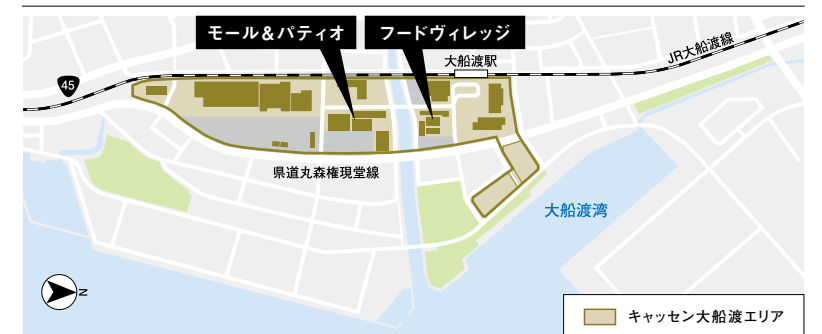 モール&パティオ
フードヴィレッジ
大船渡駅
JR大船渡線
45
県道丸森権現堂線
大船渡湾
N
キャッセン大船渡エリア